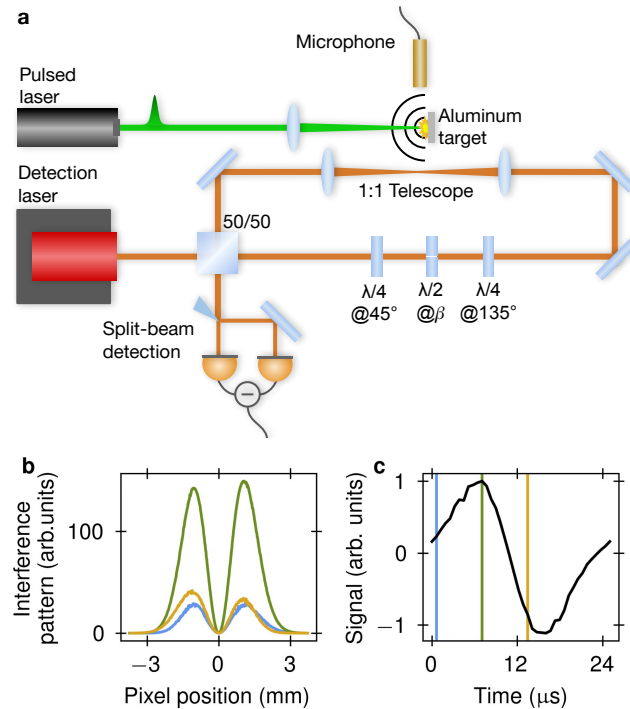 a
Microphone
Pulsed
laser
Aluminum
target
Detection
laser
1:1 Telescope
50/50
λ/4
@45°
λ/2
@β
λ/4
@135°
Split-beam
detection
−
b
Interference
pattern (arb.units)
100
0
−3
0
3
Pixel position (mm)
c
Signal (arb. units)
1
0
−1
0
12
24
Time (μs)